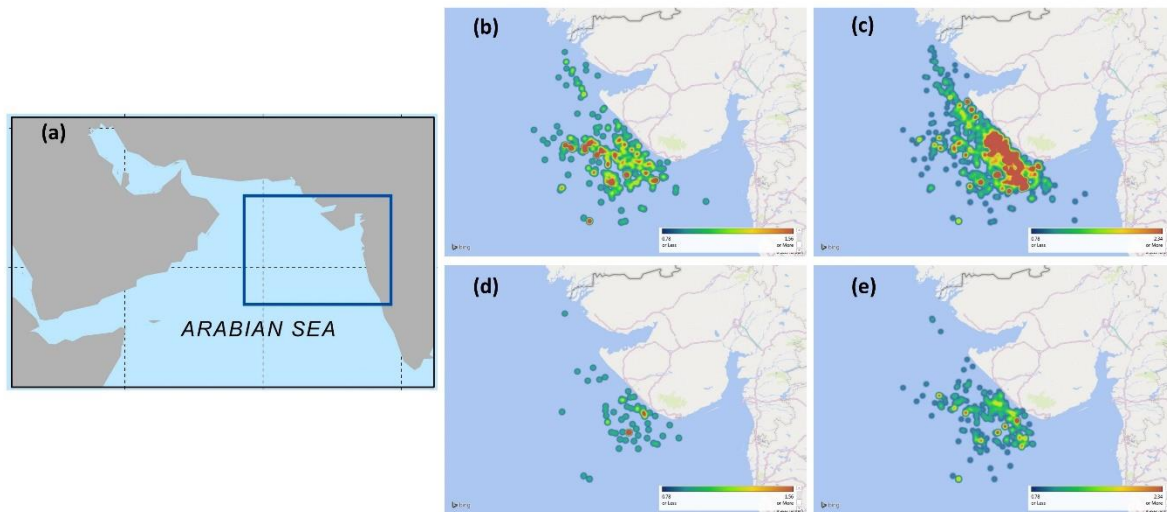 (a)
ARABIAN SEA
(b)
0.78
or Less
1.56
or More
bing
(c)
0.78
or Less
2.34
or More
bing
(d)
0.78
or Less
1.56
or More
bing
(e)
0.78
or Less
2.34
or More
bing